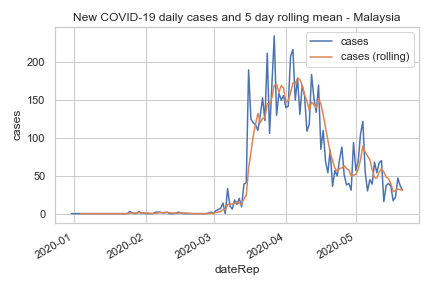 New COVID-19 daily cases and 5 day rolling mean - Malaysia
cases
cases (rolling)
cases
200
150
100
50
0
2020-01
2020-02
2020-03
2020-04
2020-05
dateRep